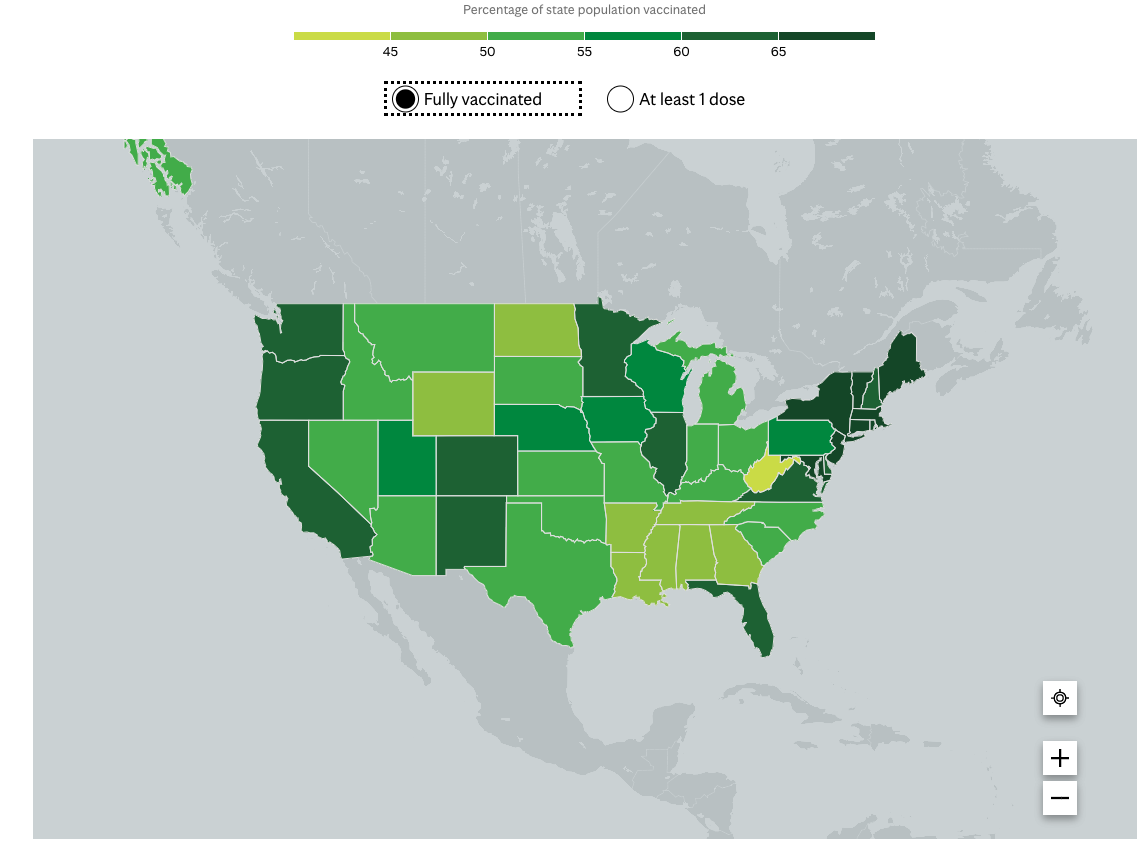 Percentage of state population vaccinated
45 50 55 60 65
Fully vaccinated At least 1 dose